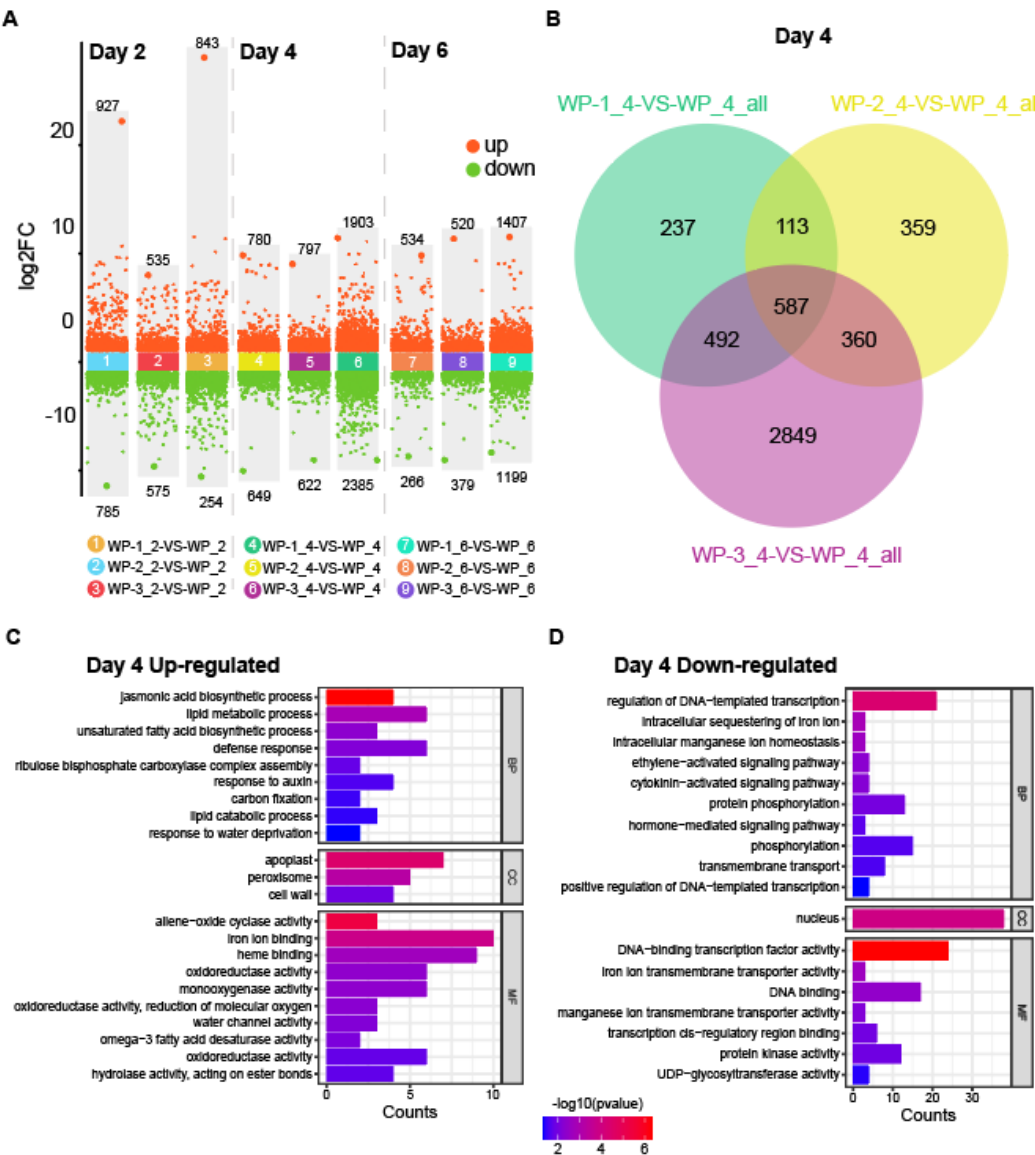 A
Day 2
Day 4
Day 6
843
927
535
780
797
1903
534
520
1407
up
down
log2FC
20
10
0
-10
1
2
3
4
5
6
7
8
9
785
575
254
649
622
2385
266
379
1199
1 WP-1_2-VS-WP_2
2 WP-2_2-VS-WP_2
3 WP-3_2-VS-WP_2
4 WP-1_4-VS-WP_4
5 WP-2_4-VS-WP_4
6 WP-3_4-VS-WP_4
7 WP-1_6-VS-WP_6
8 WP-2_6-VS-WP_6
9 WP-3_6-VS-WP_6
B
Day 4
WP-1_4-VS-WP_4_all
WP-2_4-VS-WP_4_al
237
113
359
587
492
360
2849
WP-3_4-VS-WP_4_all
C
Day 4 Up-regulated
jasmonic acid biosynthetic process
lipid metabolic process
unsaturated fatty acid biosynthetic process
defense response
ribulose bisphosphate carboxylase complex assembly
response to auxin
carbon fixation
lipid catabolic process
response to water deprivation
BP
apoplast
peroxisome
cell wall
CC
allene-oxide cyclase activity
iron ion binding
heme binding
oxidoreductase activity
monooxygenase activity
oxidoreductase activity, reduction of molecular oxygen
water channel activity
omega-3 fatty acid desaturase activity
oxidoreductase activity
hydrolase activity, acting on ester bonds
MF
0
5
10
Counts
D
Day 4 Down-regulated
regulation of DNA-templated transcription
intracellular sequestering of iron ion
intracellular manganese ion homeostasis
ethylene-activated signaling pathway
cytokinin-activated signaling pathway
protein phosphorylation
hormone-mediated signaling pathway
phosphorylation
transmembrane transport
positive regulation of DNA-templated transcription
BP
nucleus
CC
DNA-binding transcription factor activity
iron ion transmembrane transporter activity
DNA binding
manganese ion transmembrane transporter activity
transcription cis-regulatory region binding
protein kinase activity
UDP-glycosyltransferase activity
MF
0
10
20
30
Counts
-log10(pvalue)
2
4
6